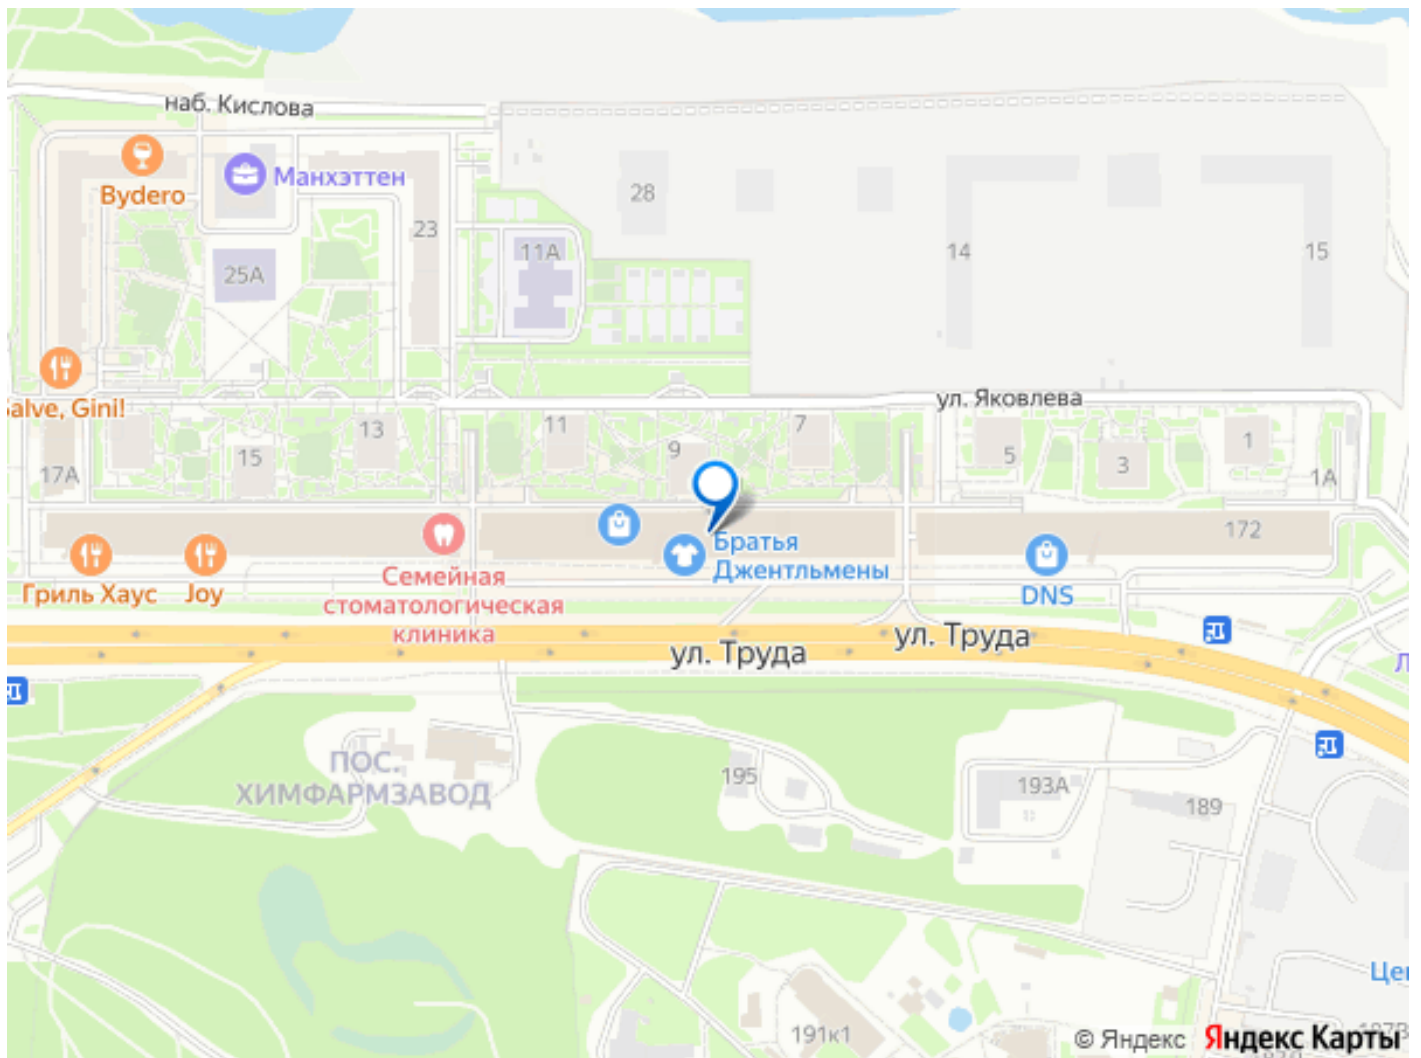 наб. Кислова
Bydero
Манхэттен
28
23
11А
25А
14
15
Salve, Gini!
ул. Яковлева
13
11
7
9
15
17А
5
3
1
1А
172
Братья
Джентльмены
Гриль Хаус
Joy
Семейная
стоматологическая
клиника
DNS
ул. Труда
ул. Труда
ПОС.
ХИМФАРМЗАВОД
195
193А
189
191к1
© Яндекс
Яндекс Карты